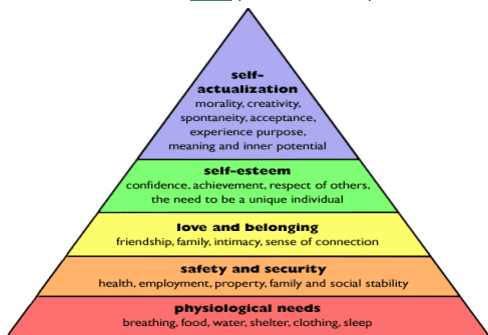 self-
actualization
morality, creativity,
spontaneity, acceptance,
experience purpose,
meaning and inner potential
self-esteem
confidence, achievement, respect of others,
the need to be a unique individual
love and belonging
friendship, family, intimacy, sense of connection
safety and security
health, employment, property, family and social stability
physiological needs
breathing, food, water, shelter, clothing, sleep